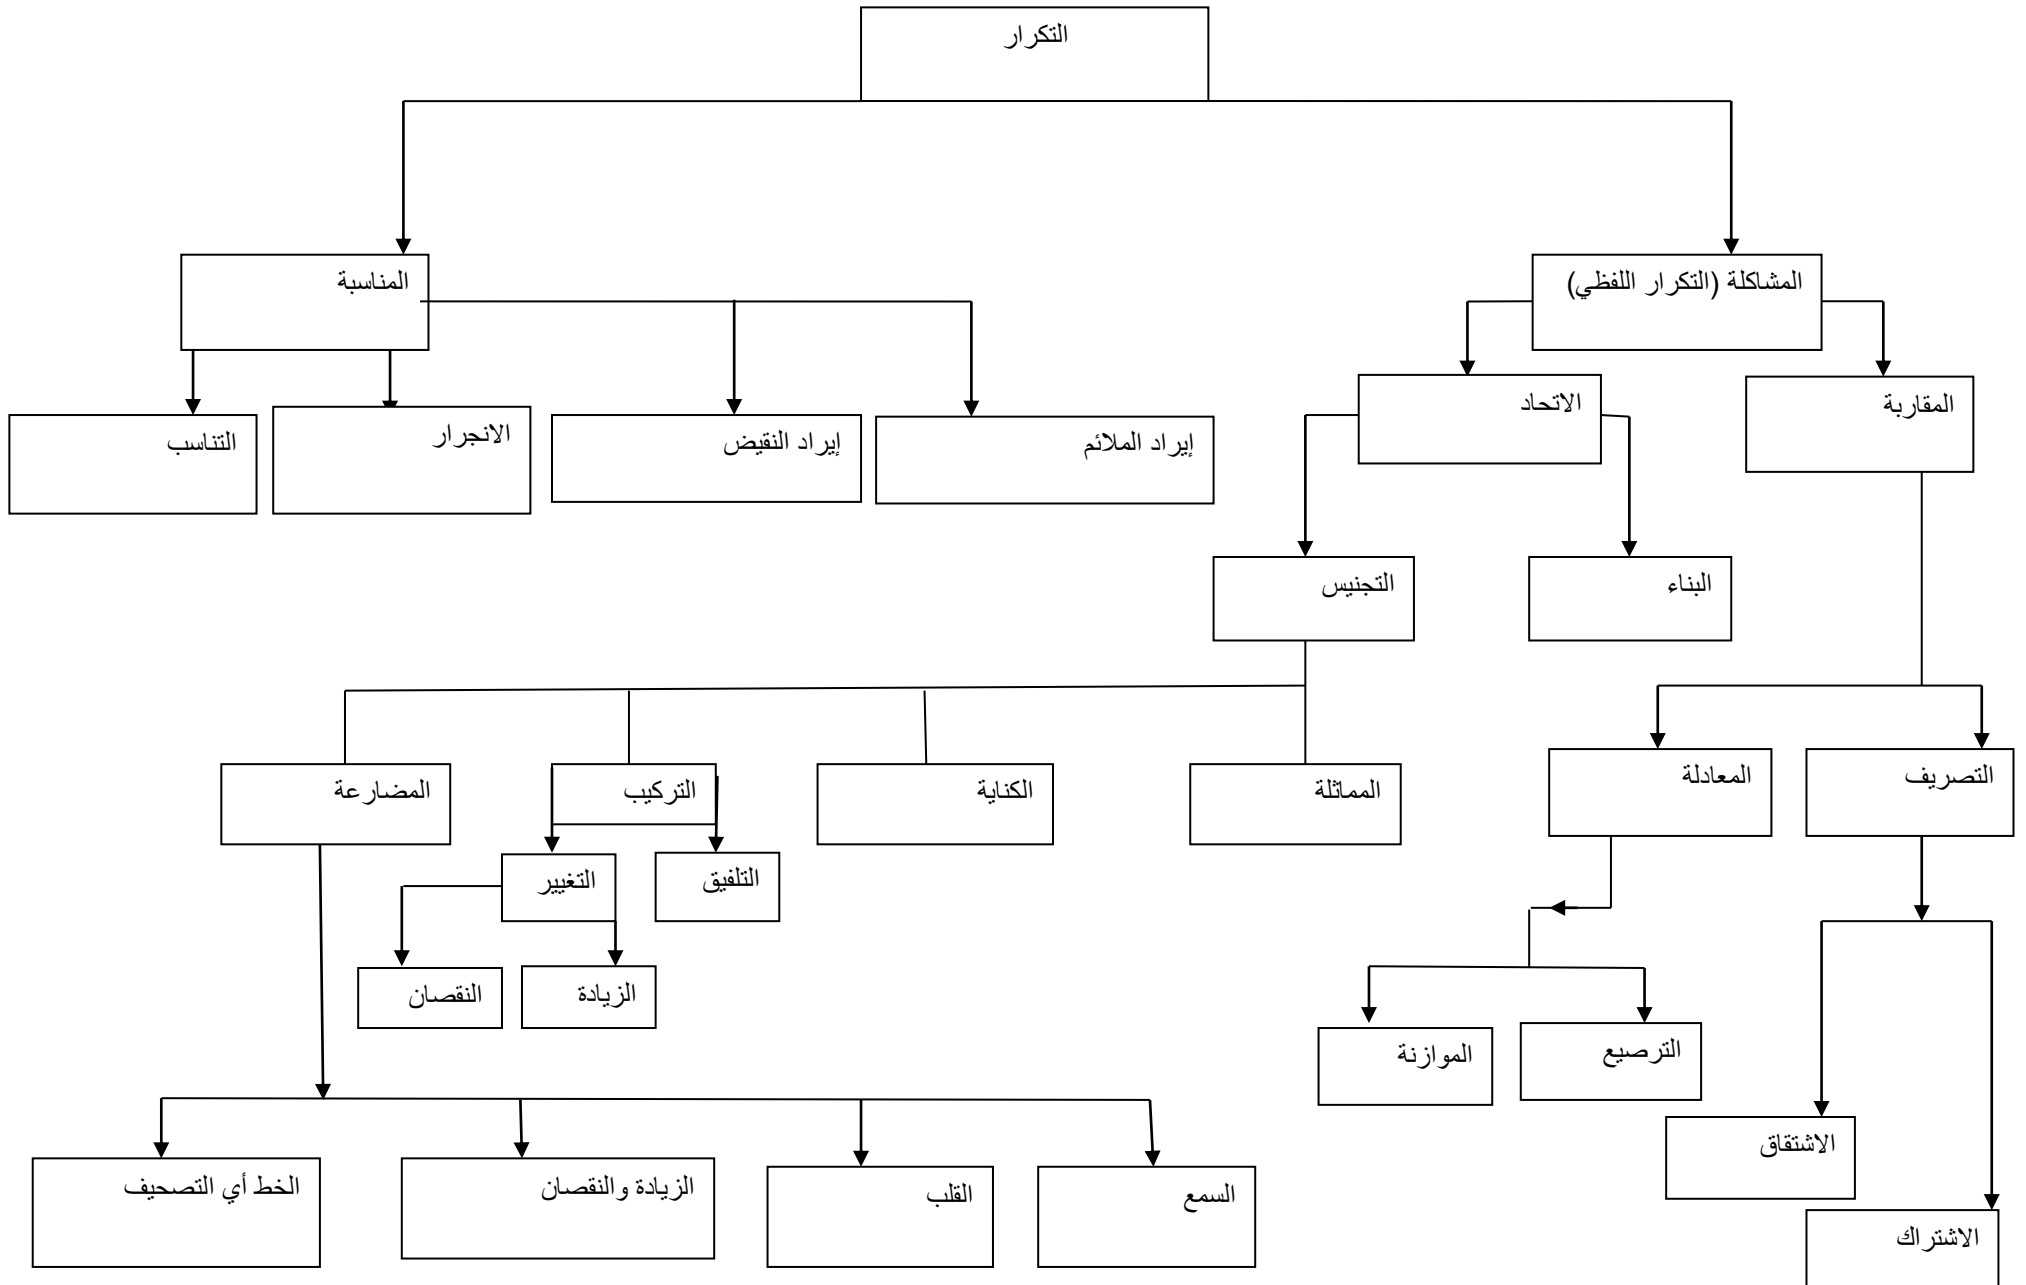 التكرار
المشاكلة (التكرار اللفظي)
المناسبة
المقاربة
الاتحاد
إيراد الملائم
إيراد النقيض
الانجرار
التناسب
البناء
التجنيس
التصريف
المعادلة
المماثلة
الكناية
التركيب
المضارعة
التلفيق
التغيير
الزيادة
النقصان
الترصيع
الموازنة
الاشتقاق
السمع
القلب
الزيادة والنقصان
الخط أي التصحيف
الاشتراك